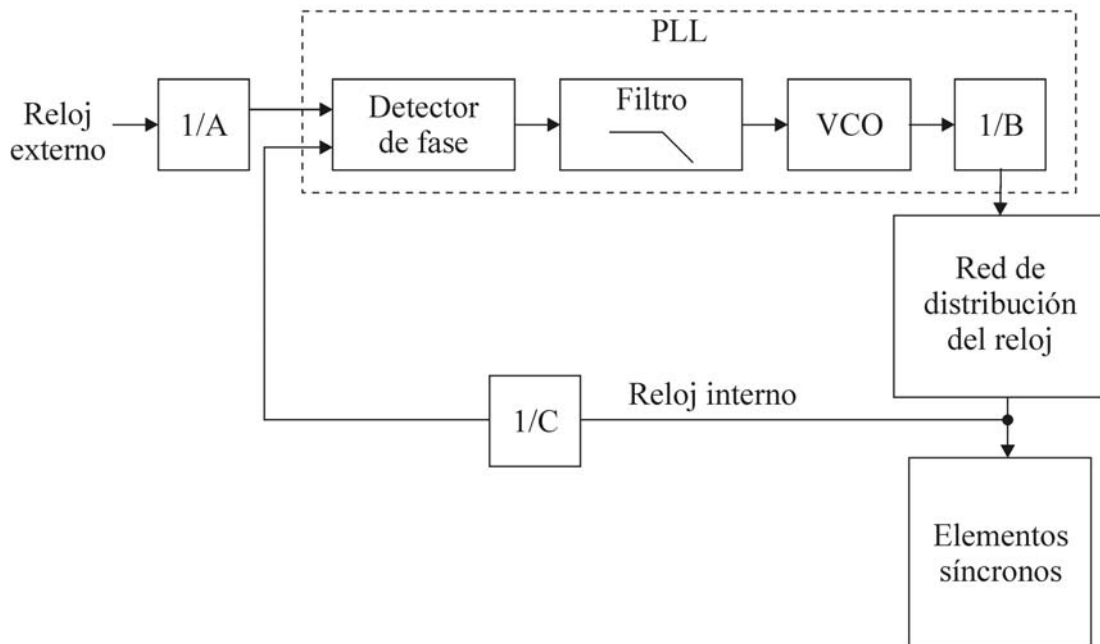 PLL
Reloj
externo
1/A
Detector
de fase
Filtro
VCO
1/B
Red de
distribución
del reloj
Reloj interno
1/C
Elementos
síncronos